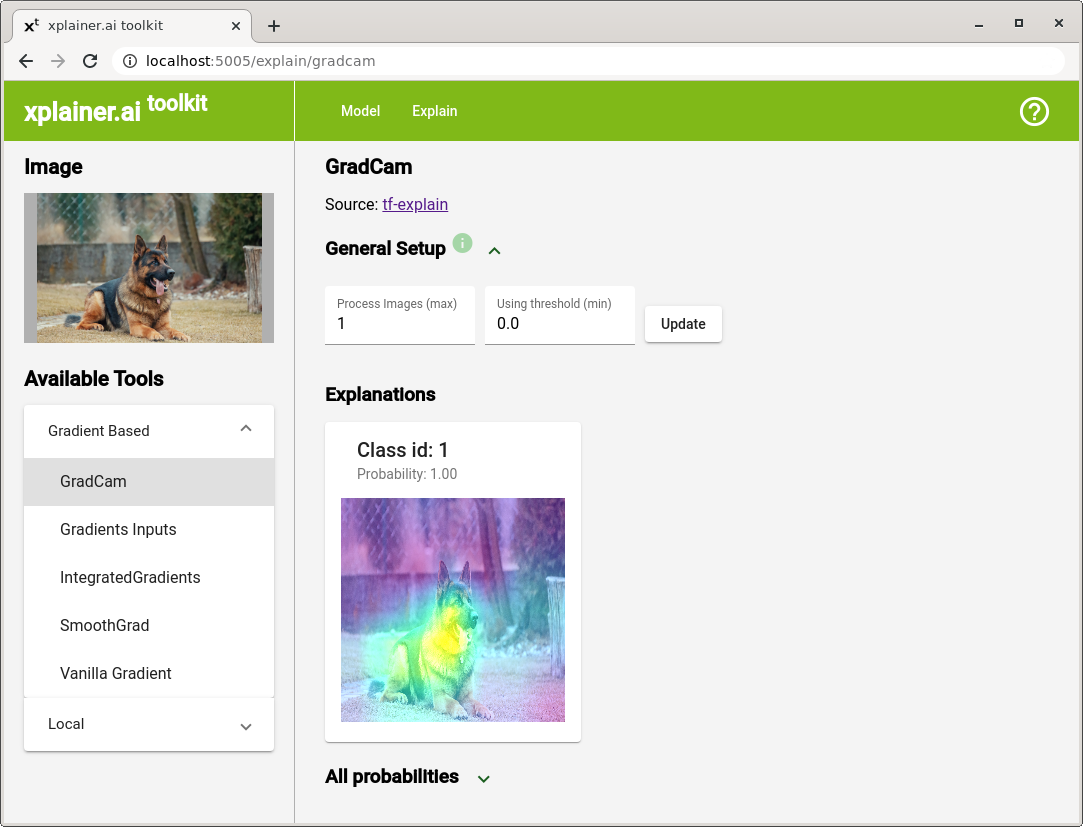 xt xplainer.ai toolkit
localhost:5005/explain/gradcam
xplainer.ai toolkit
Model Explain
Image
Available Tools
Gradient Based
GradCam
Gradients Inputs
IntegratedGradients
SmoothGrad
Vanilla Gradient
Local
GradCam
Source: tf-explain
General Setup
Process Images (max)
1
Using threshold (min)
0.0
Update
Explanations
Class id: 1
Probability: 1.00
All probabilities